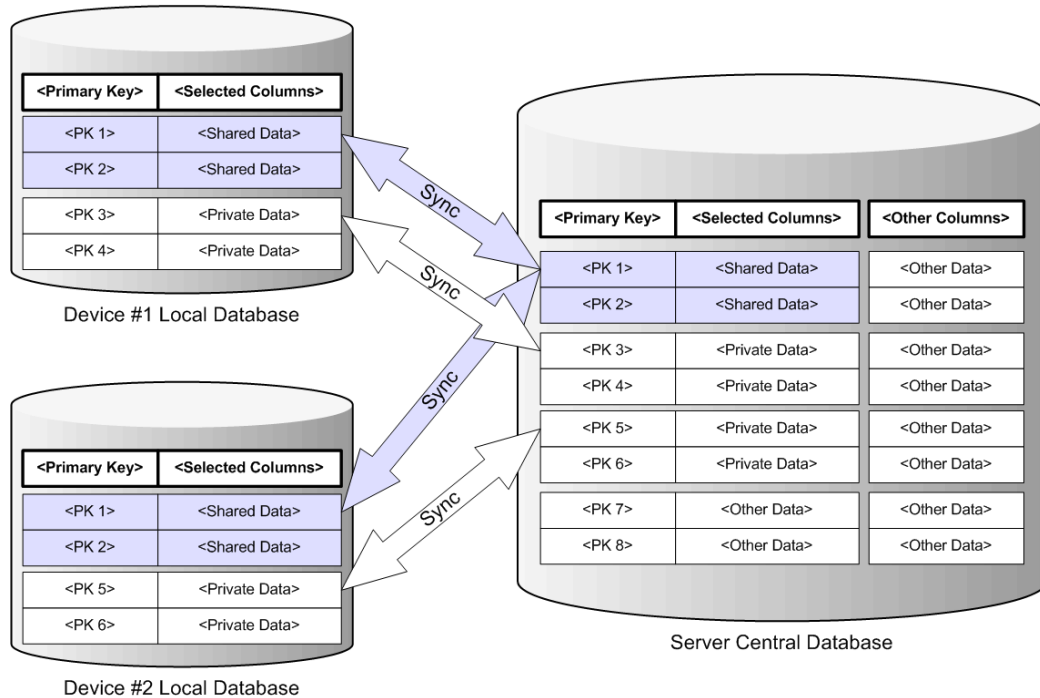 <Primary Key> <Selected Columns>
<PK 1> <Shared Data>
<PK 2> <Shared Data>
<PK 3> <Private Data>
<PK 4> <Private Data>
Device #1 Local Database
Sync
Sync
Sync
Sync
<Primary Key> <Selected Columns>
<PK 1> <Shared Data>
<PK 2> <Shared Data>
<PK 5> <Private Data>
<PK 6> <Private Data>
Device #2 Local Database
<Primary Key> <Selected Columns> <Other Columns>
<PK 1> <Shared Data> <Other Data>
<PK 2> <Shared Data> <Other Data>
<PK 3> <Private Data> <Other Data>
<PK 4> <Private Data> <Other Data>
<PK 5> <Private Data> <Other Data>
<PK 6> <Private Data> <Other Data>
<PK 7> <Other Data> <Other Data>
<PK 8> <Other Data> <Other Data>
Server Central Database